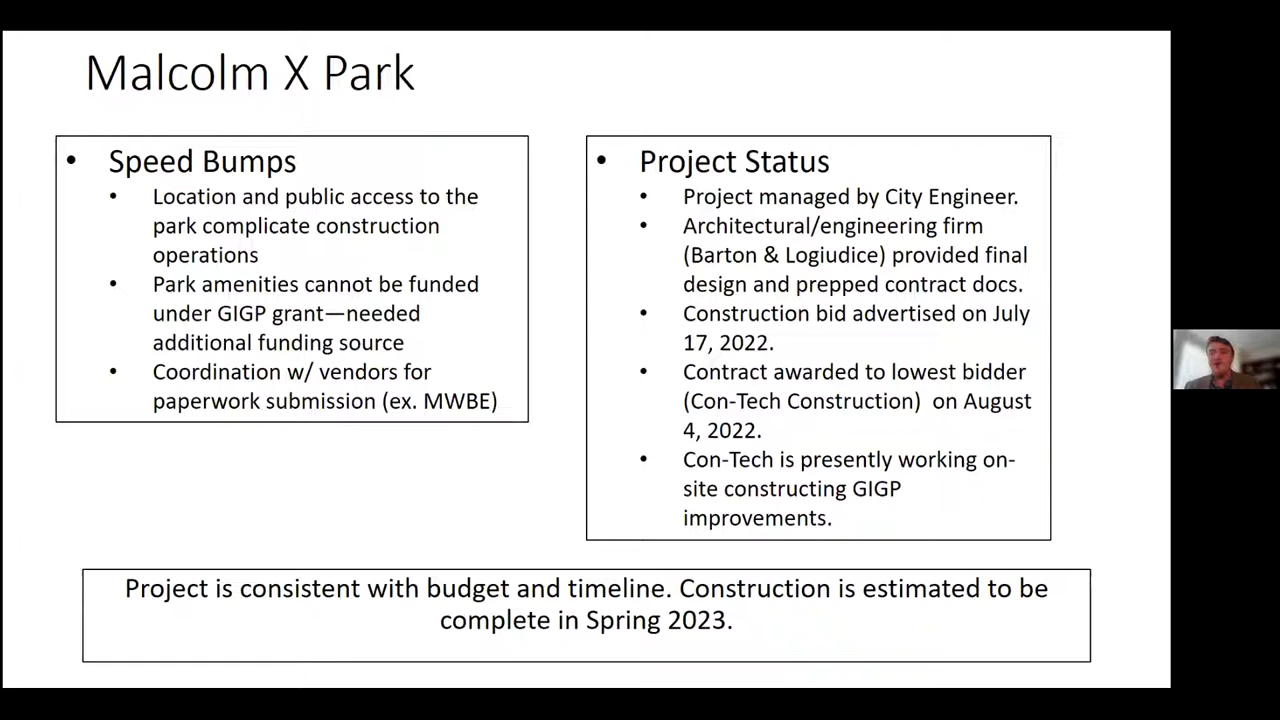 Malcolm X Park
• Speed Bumps
• Location and public access to the
park complicate construction
operations
• Park amenities cannot be funded
under GIGP grant—needed
additional funding source
• Coordination w/ vendors for
paperwork submission (ex. MWBE)
• Project Status
• Project managed by City Engineer.
• Architectural/engineering firm
(Barton & Logiudice) provided final
design and prepped contract docs.
• Construction bid advertised on July
17, 2022.
• Contract awarded to lowest bidder
(Con-Tech Construction) on August
4, 2022.
• Con-Tech is presently working on-
site constructing GIGP
improvements.
Project is consistent with budget and timeline. Construction is estimated to be
complete in Spring 2023.